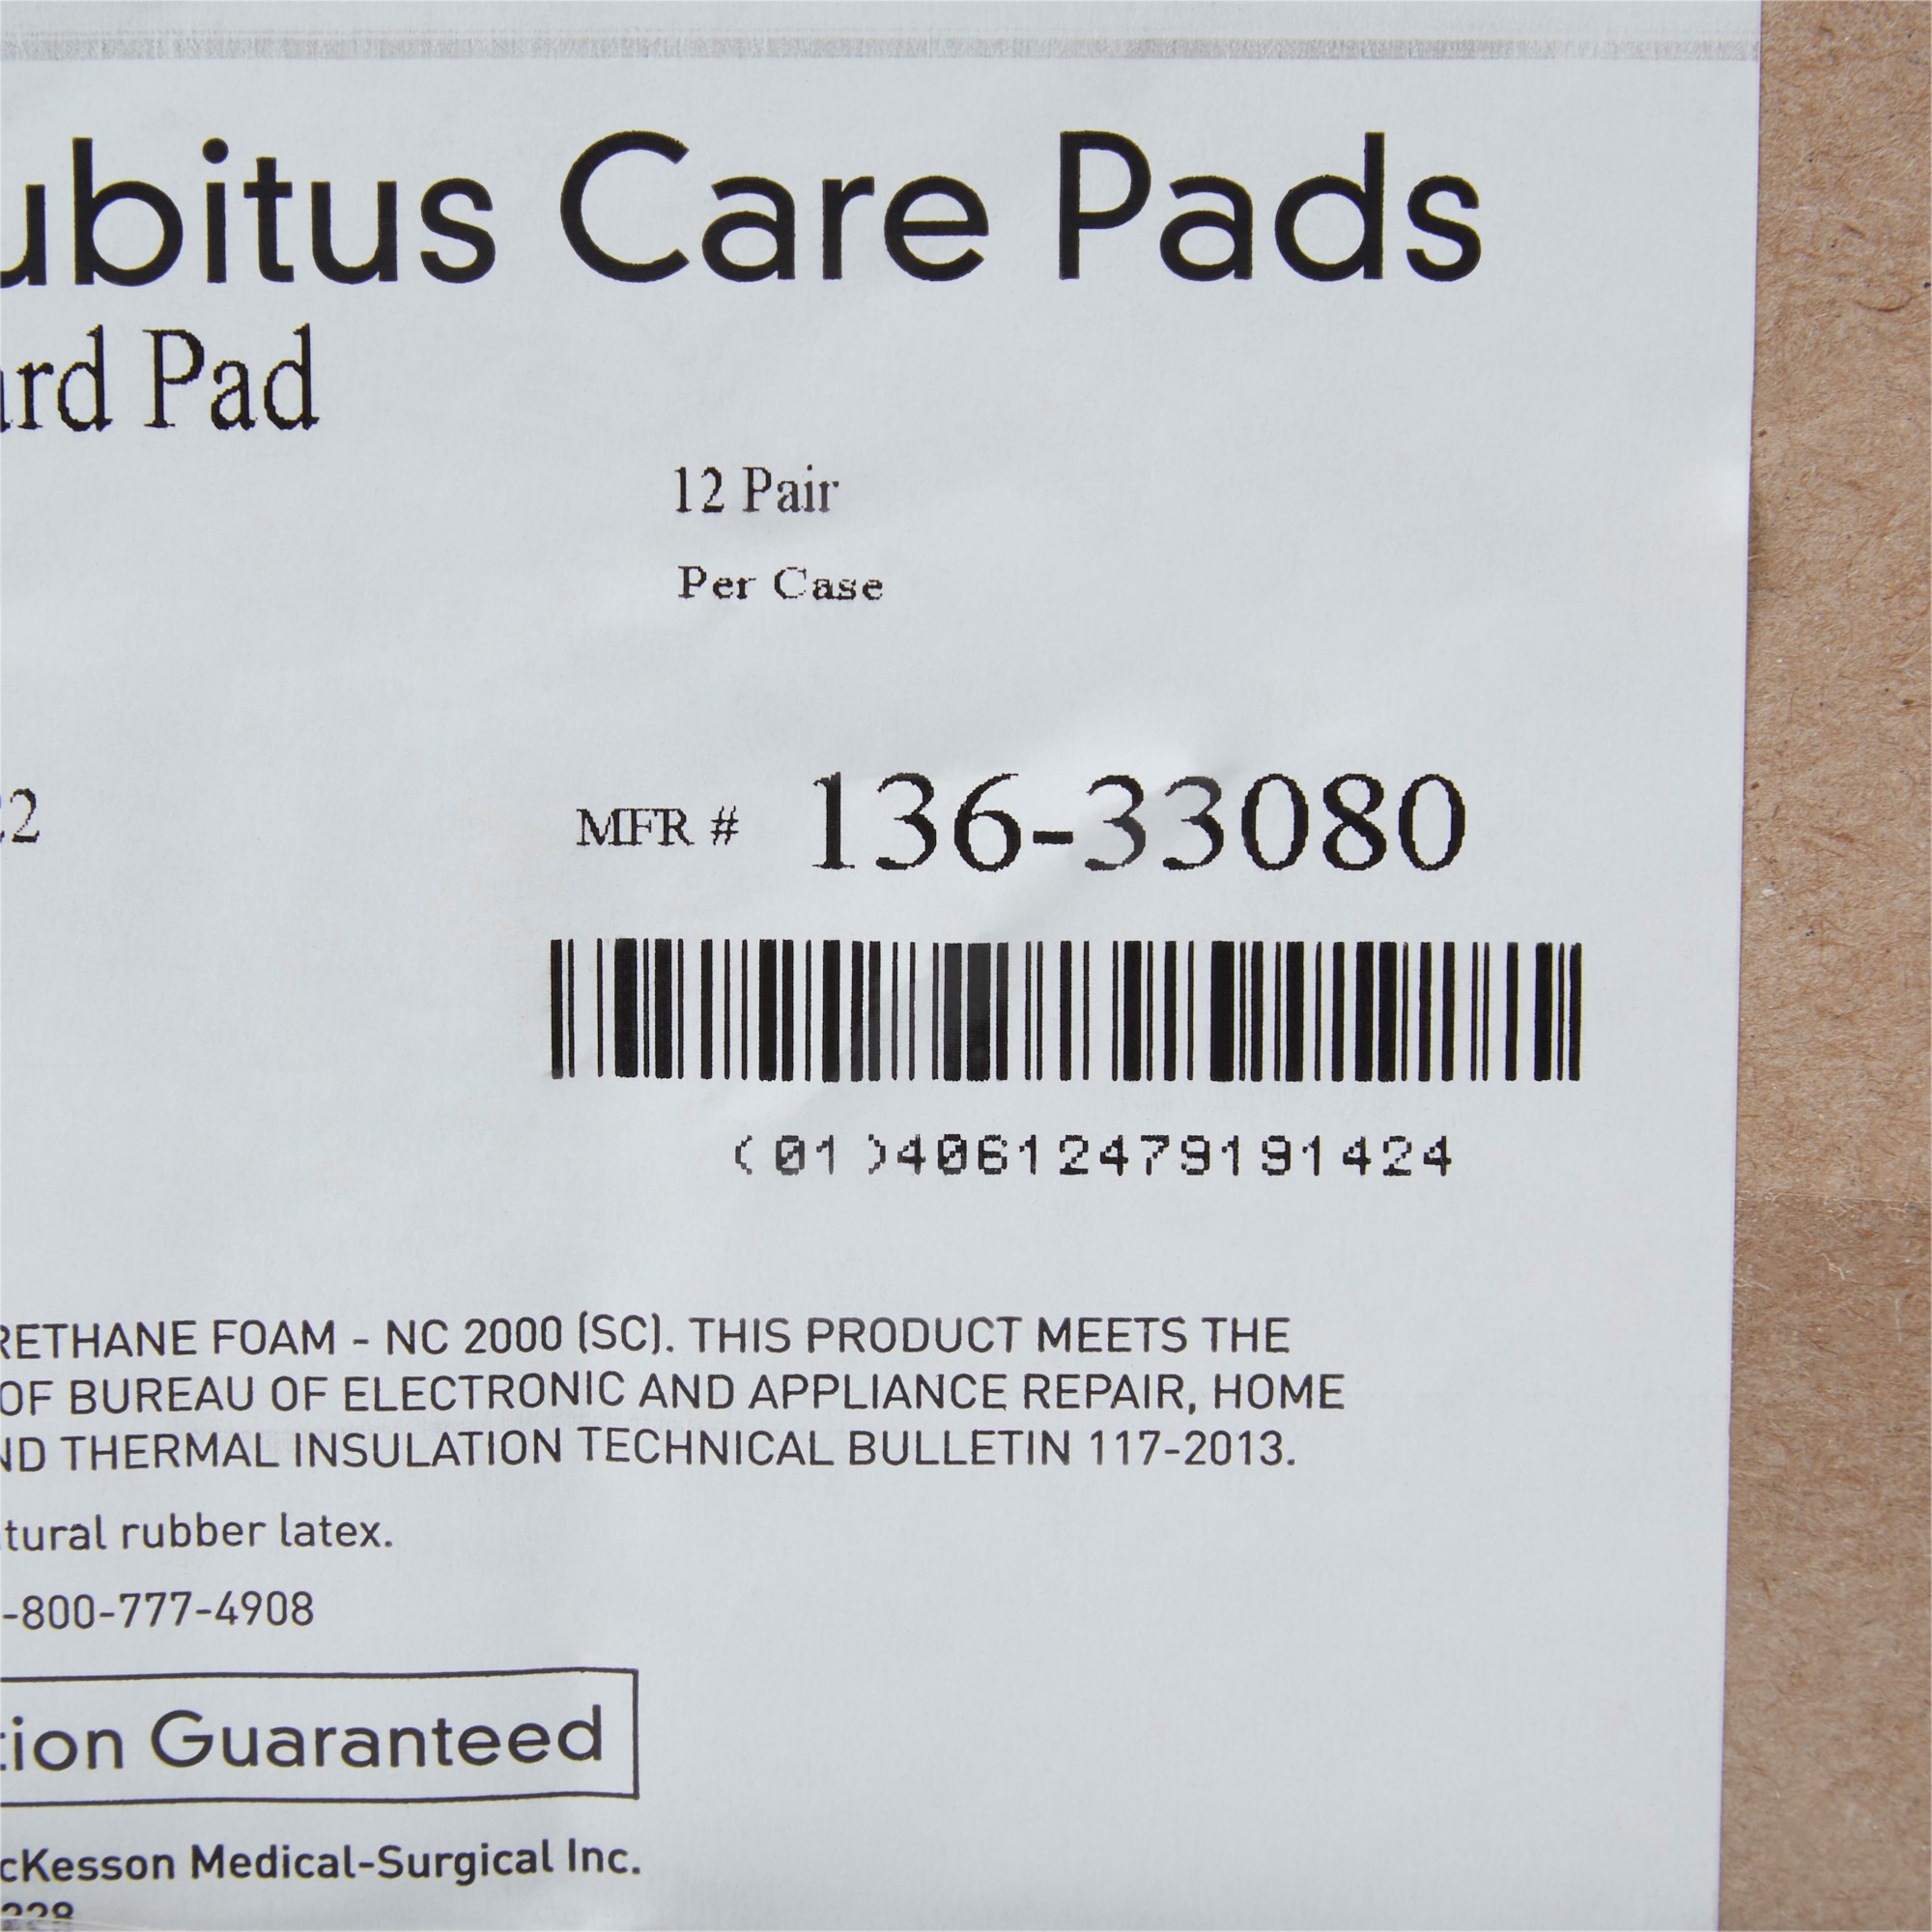 ubitus Care Pads
ard Pad
12 Pair
Per Case
22
MFR # 136-33080
(01)40612479191424
RETHANE FOAM - NC 2000 (SC). THIS PRODUCT MEETS THE
OF BUREAU OF ELECTRONIC AND APPLIANCE REPAIR, HOME
ND THERMAL INSULATION TECHNICAL BULLETIN 117-2013.
tural rubber latex.
-800-777-4908
tion Guaranteed
cKesson Medical-Surgical Inc.
228